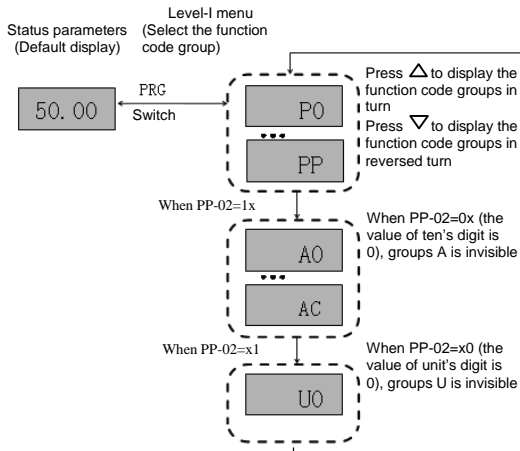 Status parameters
(Default display)
Level-I menu
(Select the function
code group)
50.00
PRG
Switch
P0
PP
Press △ to display the
function code groups in
turn
Press ▽ to display the
function code groups in
reversed turn
When PP-02=1x
A0
AC
When PP-02=0x (the
value of ten's digit is
0), groups A is invisible
When PP-02=x1
U0
When PP-02=x0 (the
value of unit's digit is
0), groups U is invisible